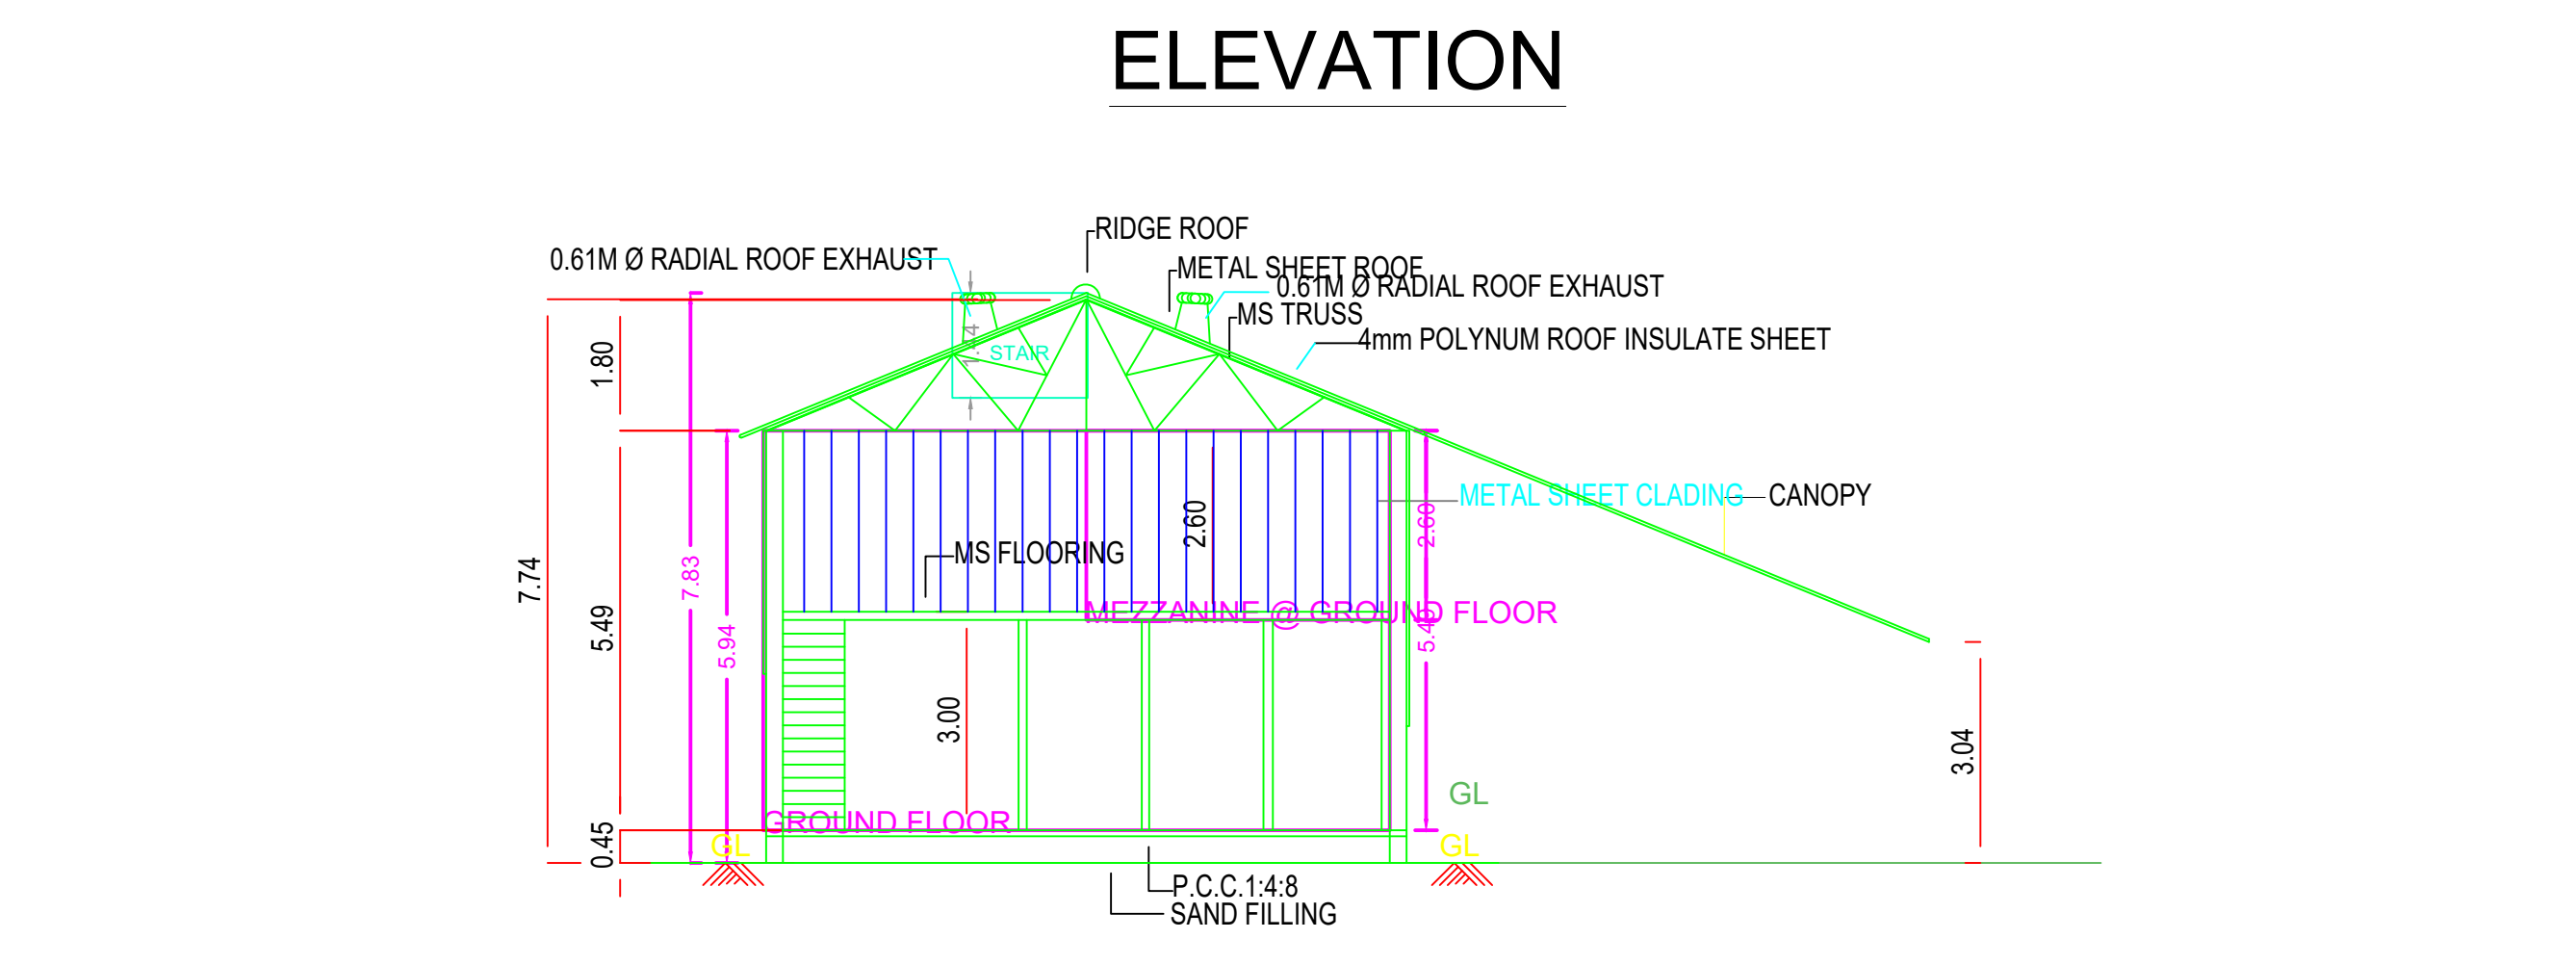 ELEVATION
RIDGE ROOF
0.61M Ø RADIAL ROOF EXHAUST
METAL SHEET ROOF
0.61M Ø RADIAL ROOF EXHAUST
MS TRUSS
4mm POLYNUM ROOF INSULATE SHEET
STAIR
1.80
METAL SHEET CLADING
CANOPY
2.60
2.60
MS FLOORING
7.74
7.83
5.49
5.94
MEZZANINE @ GROUND FLOOR
3.00
3.04
GL
GROUND FLOOR
0.45
GL
GL
P.C.C.1:4:8
SAND FILLING